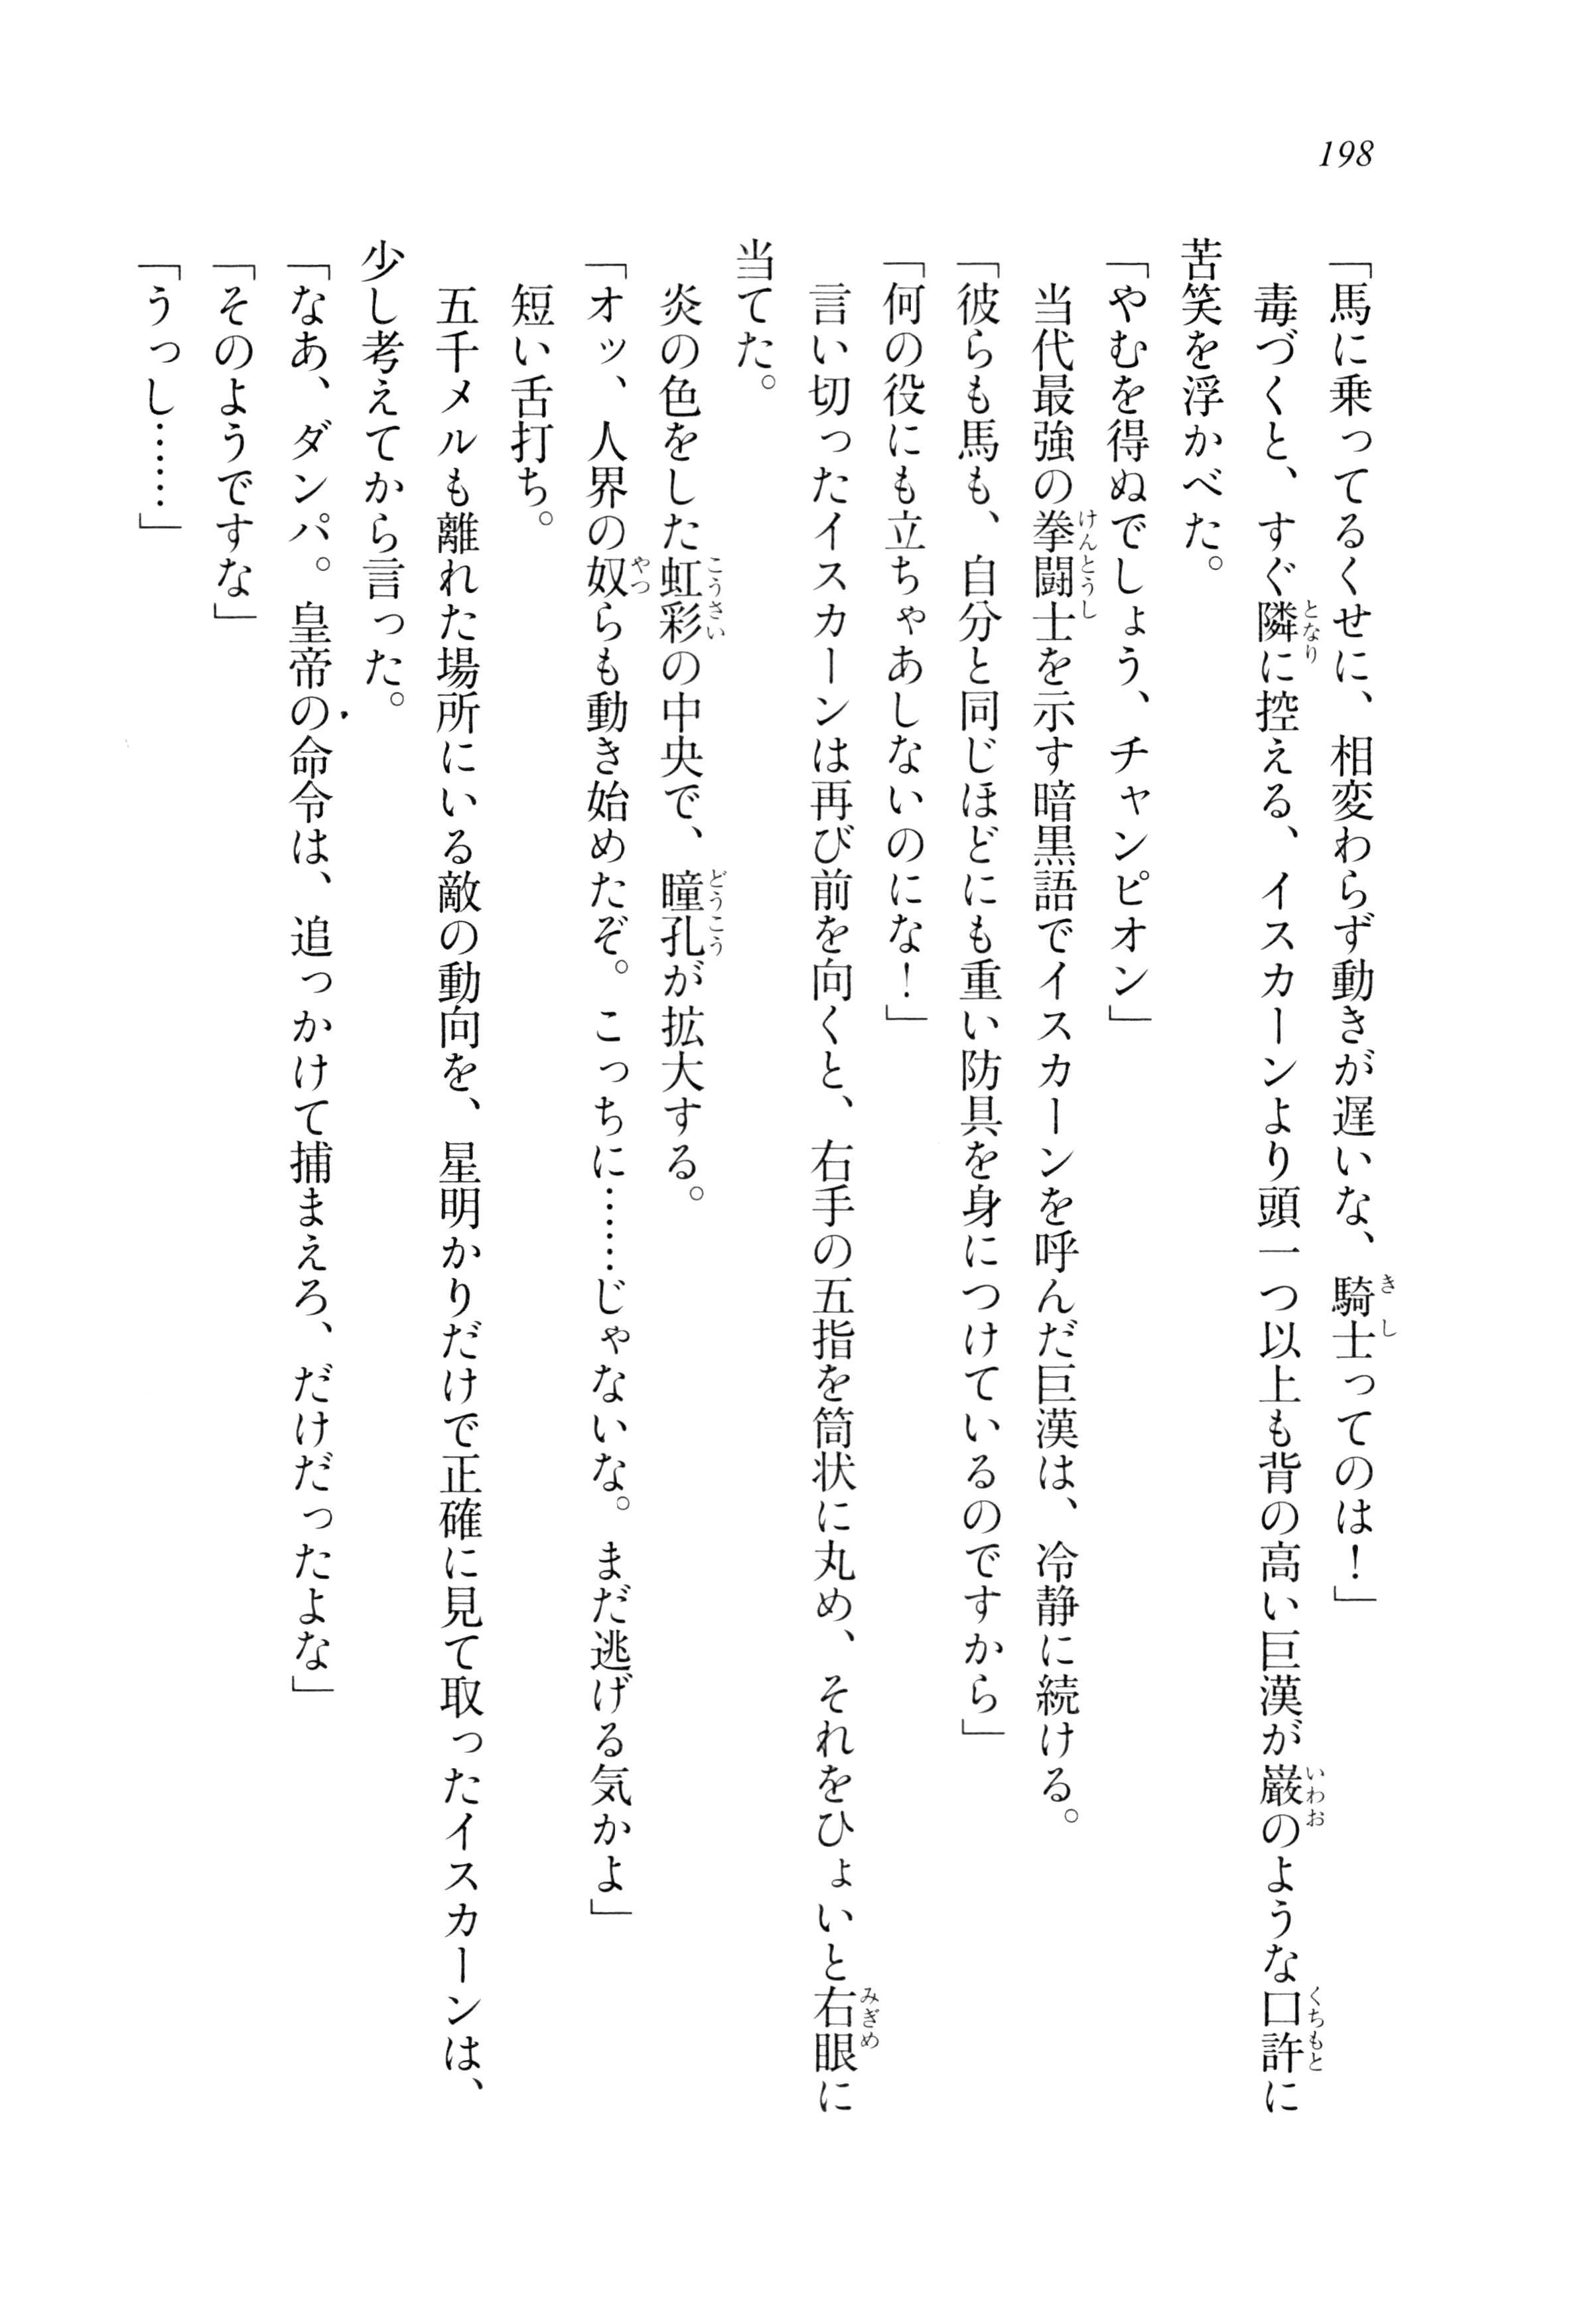 198
「馬に乗ってるくせに、相変わらず動きが遅いな、騎士ってのは！」
毒づくと、すぐ隣に控える、イスカーンより頭一つ以上も背の高い巨漢が巌のような口許に
苦笑を浮かべた。
「やむを得ぬでしょう、チャンピオン」
当代最強の拳闘士を示す暗黒語でイスカーンを呼んだ巨漢は、冷静に続ける。
「彼らも馬も、自分と同じほどにも重い防具を身につけているのですから」
「何の役にも立ちゃあしないのにな！」
言い切ったイスカーンは再び前を向くと、右手の五指を筒状に丸め、それをひょいと右眼に
当てた。
炎の色をした虹彩の中央で、瞳孔が拡大する。
「オッ、人界の奴らも動き始めたぞ。こっちに……じゃないな。まだ逃げる気かよ」
短い舌打ち。
五千メルも離れた場所にいる敵の動向を、星明かりだけで正確に見て取ったイスカーンは、
少し考えてから言った。
「なあ、ダンパ。皇帝の命令は、追っかけて捕まえろ、だけだったよな」
「そのようですな」
「うっし……」